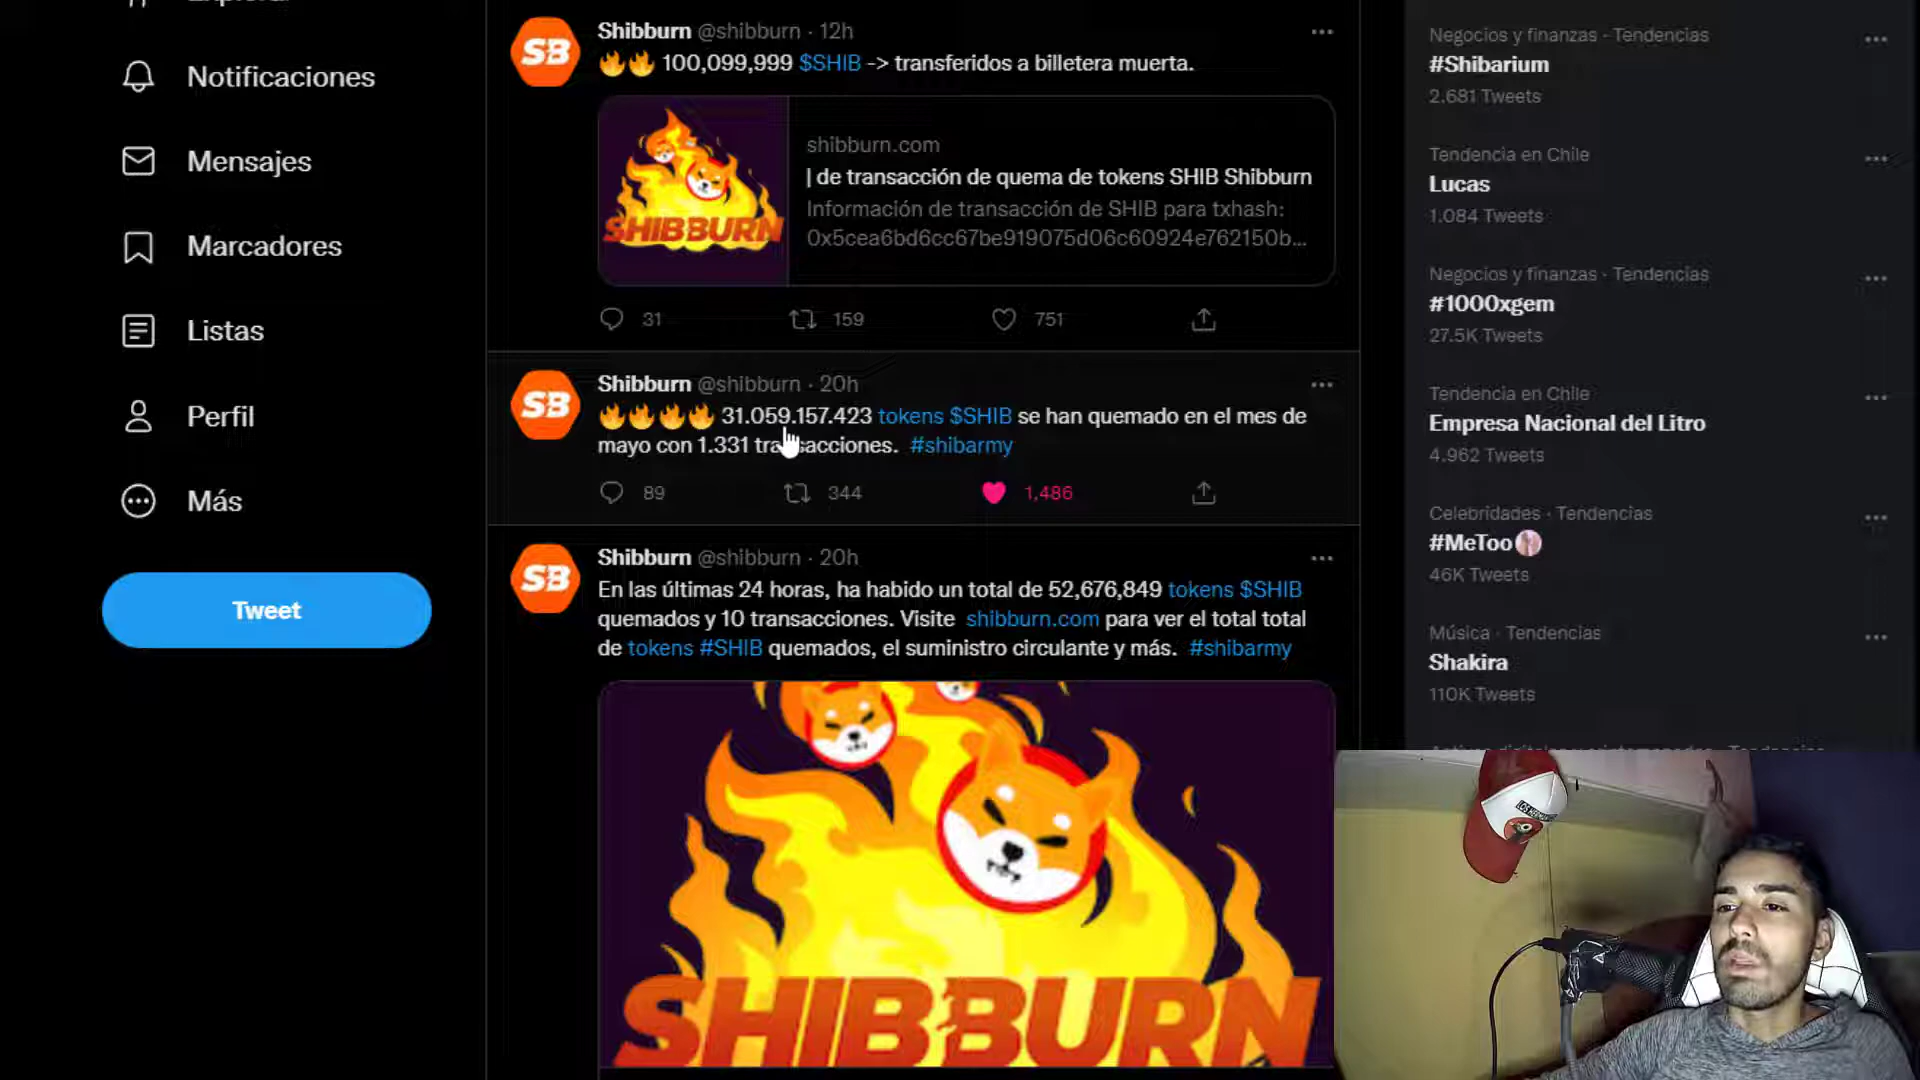 Explorar
Notificaciones
Mensajes
Marcadores
Listas
Perfil
Más
Tweet
SB
Shibburn @shibburn · 12h
100,099,999 $SHIB -> transferidos a billetera muerta.
SHIBBURN
shibburn.com
| de transacción de quema de tokens SHIB Shibburn
Información de transacción de SHIB para txhash:
0x5cea6bd6cc67be919075d06c60924e762150b...
31 159 751
SB
Shibburn @shibburn · 20h
31.059.157.423 tokens $SHIB se han quemado en el mes de
mayo con 1.331 transacciones. #shibarmy
89 344 1,486
SB
Shibburn @shibburn · 20h
En las últimas 24 horas, ha habido un total de 52,676,849 tokens $SHIB
quemados y 10 transacciones. Visite shibburn.com para ver el total total
de tokens #SHIB quemados, el suministro circulante y más. #shibarmy
SHIBBURN
Negocios y finanzas · Tendencias
#Shibarium
2.681 Tweets
Tendencia en Chile
Lucas
1.084 Tweets
Negocios y finanzas · Tendencias
#1000xgem
27.5K Tweets
Tendencia en Chile
Empresa Nacional del Litro
4.962 Tweets
Celebridades · Tendencias
#MeToo
46K Tweets
Música · Tendencias
Shakira
110K Tweets